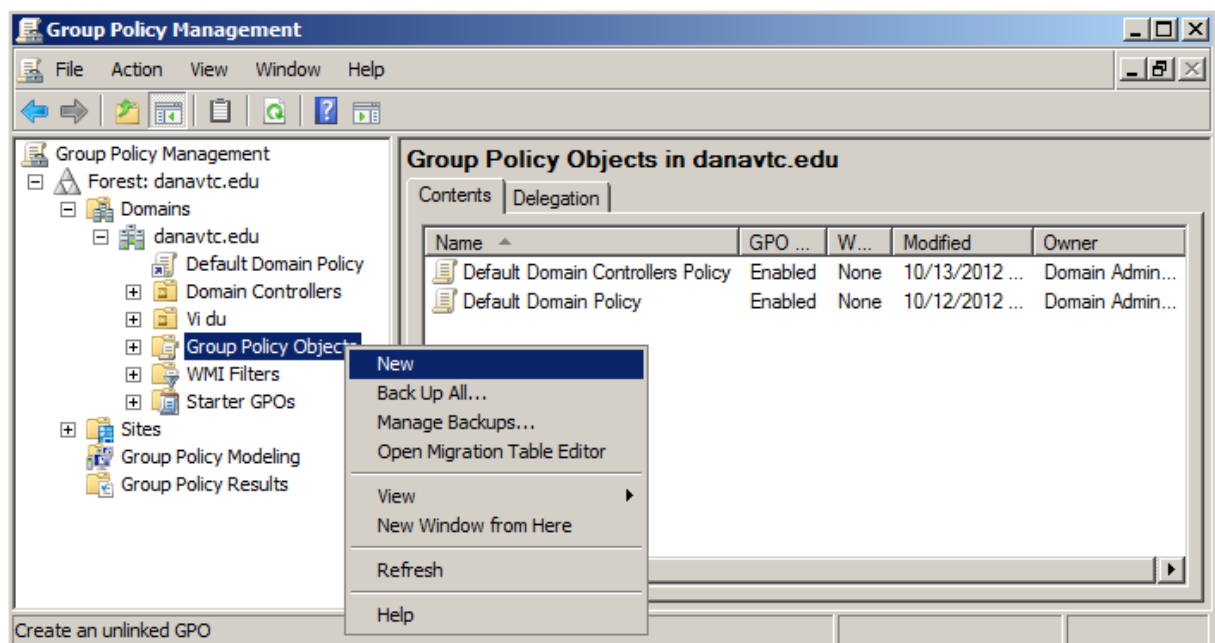 Group Policy Management
File Action View Window Help
Group Policy Management
Forest: danavtc.edu
Domains
danavtc.edu
Default Domain Policy
Domain Controllers
Vi du
Group Policy Objects
WMI Filters
Starter GPOs
Sites
Group Policy Modeling
Group Policy Results
Group Policy Objects in danavtc.edu
Contents Delegation
Name GPO ... W... Modified Owner
Default Domain Controllers Policy Enabled None 10/13/2012 ... Domain Admin...
Default Domain Policy Enabled None 10/12/2012 ... Domain Admin...
New
Back Up All...
Manage Backups...
Open Migration Table Editor
View
New Window from Here
Refresh
Help
Create an unlinked GPO